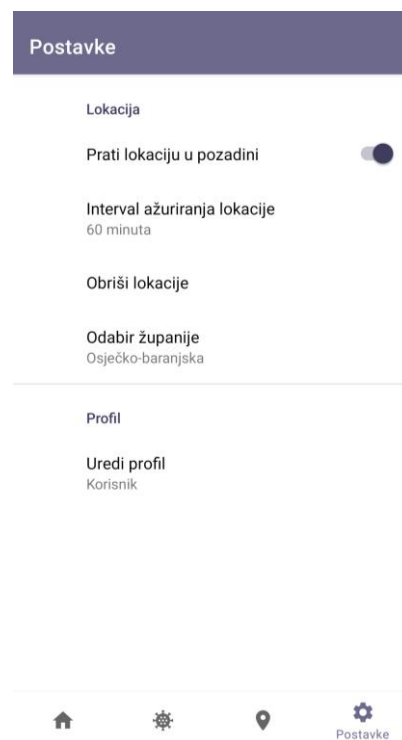 Postavke
Lokacija
Prati lokaciju u pozadini
Interval ažuriranja lokacije
60 minuta
Obriši lokacije
Odabir županije
Osječko-baranjska
Profil
Uredi profil
Korisnik
Postavke